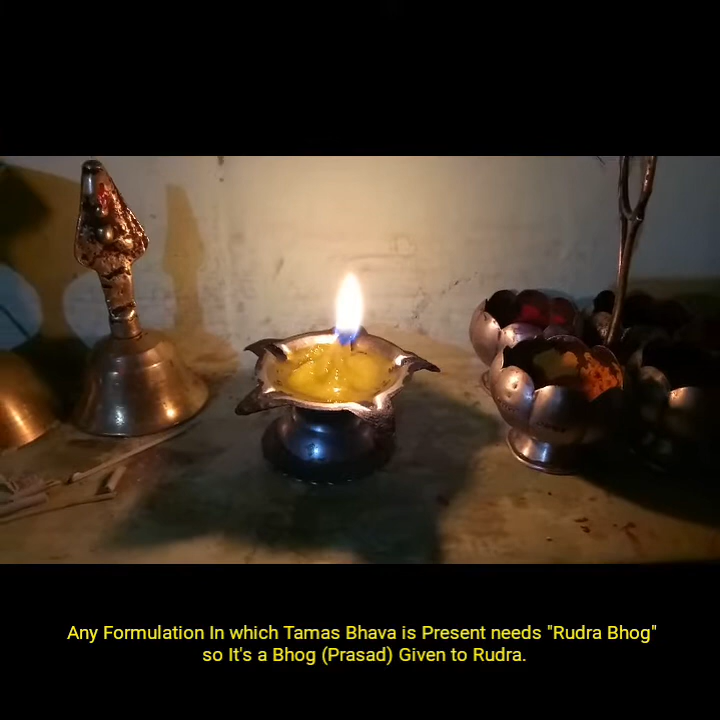 Any Formulation In which Tamas Bhava is Present needs "Rudra Bhog"
so It's a Bhog (Prasad) Given to Rudra.